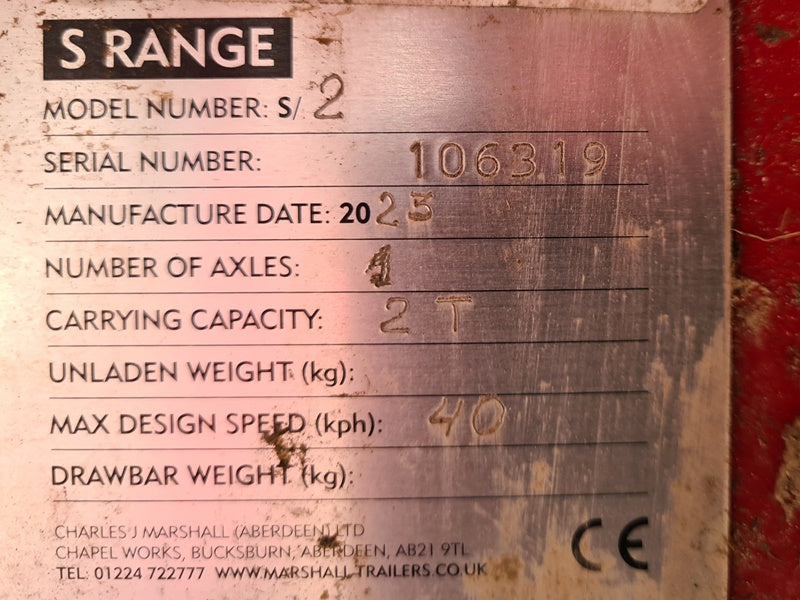 S RANGE
MODEL NUMBER: S/ 2
SERIAL NUMBER: 106319
MANUFACTURE DATE: 2023
NUMBER OF AXLES: 1
CARRYING CAPACITY: 2 T
UNLADEN WEIGHT (kg):
MAX DESIGN SPEED (kph): 40
DRAWBAR WEIGHT (kg):
CHARLES J MARSHALL (ABERDEEN) LTD
CHAPEL WORKS, BUCKSBURN, ABERDEEN, AB21 9TL
TEL: 01224 722777 WWW.MARSHALLTRAILERS.CO.UK
CE